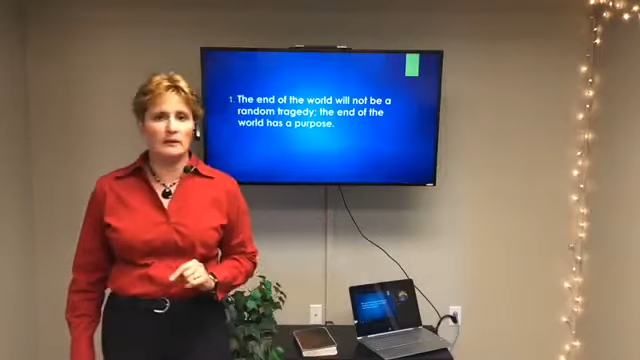 1. The end of the world will not be a
random tragedy; the end of the
world has a purpose.